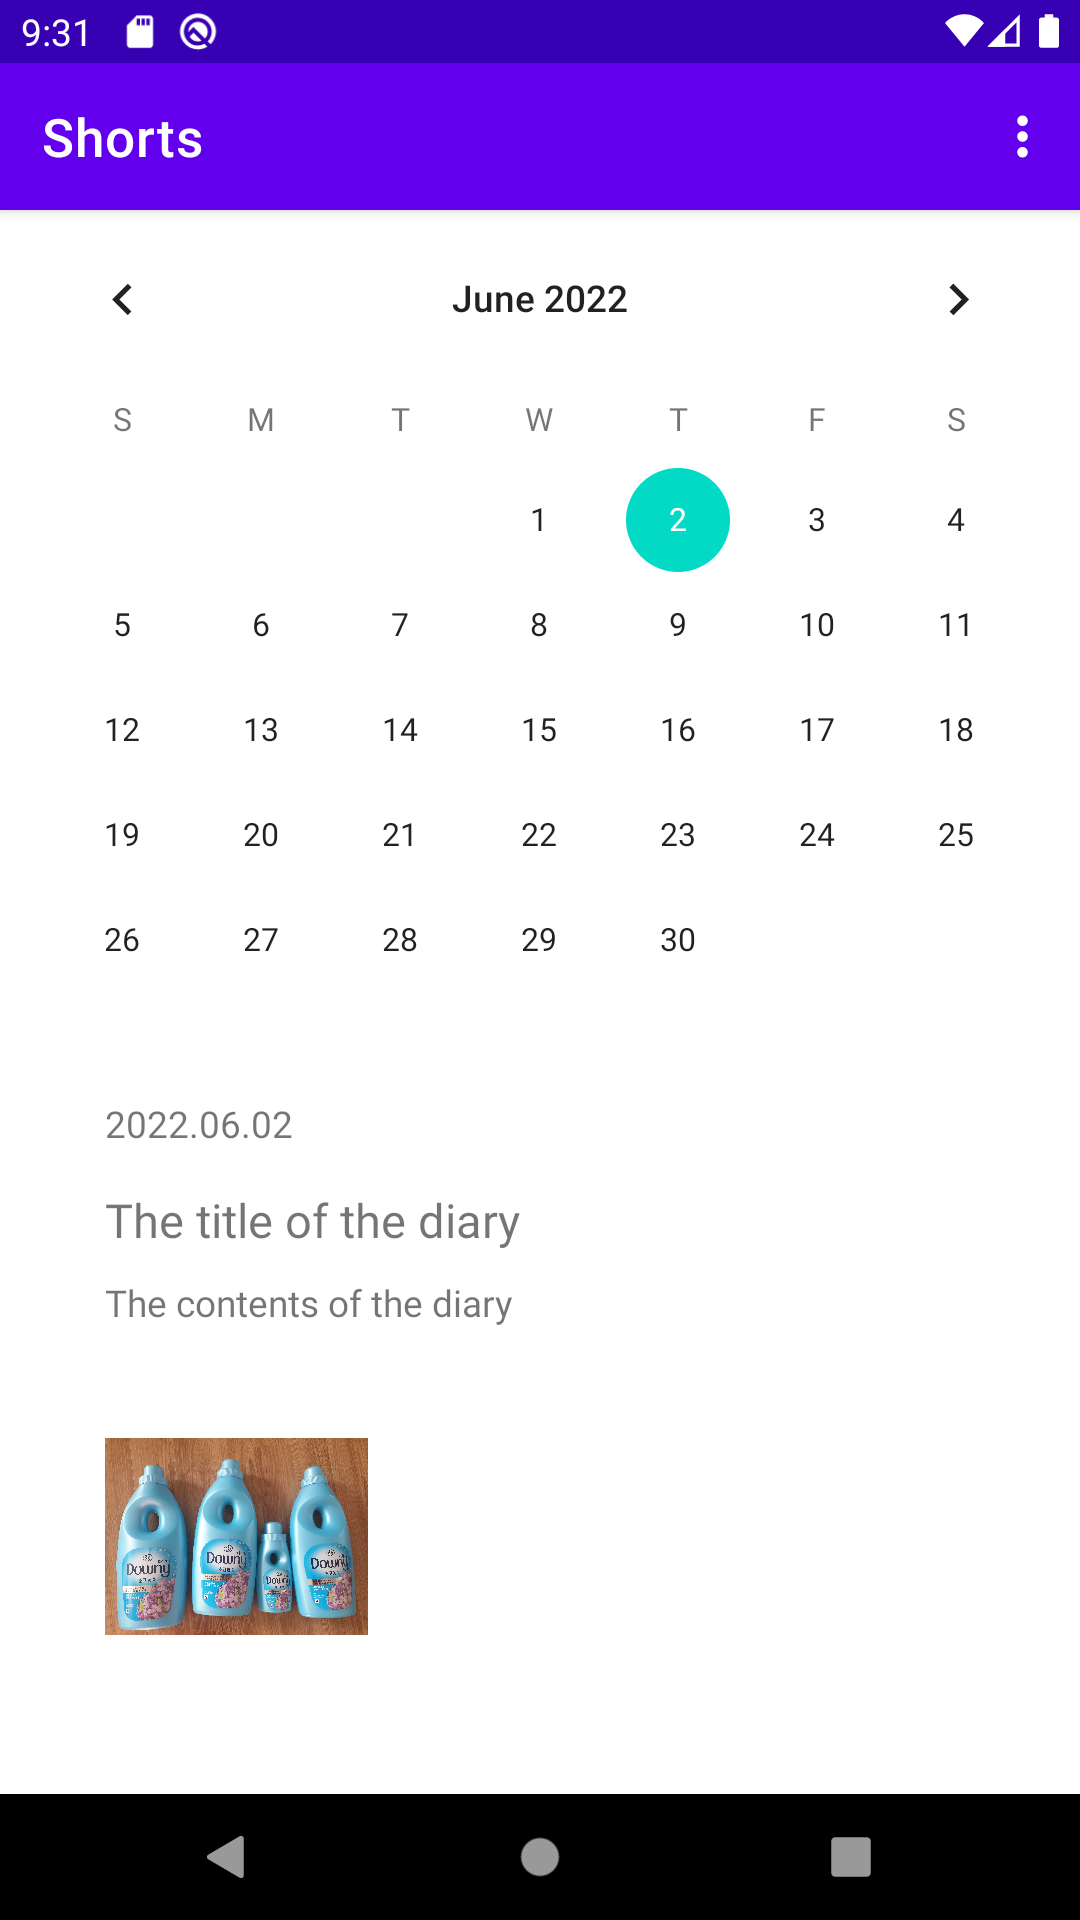 9:31
Shorts
June 2022
S M T W T F S
1 2 3 4
5 6 7 8 9 10 11
12 13 14 15 16 17 18
19 20 21 22 23 24 25
26 27 28 29 30
2022.06.02
The title of the diary
The contents of the diary
Downy Downy Downy Downy